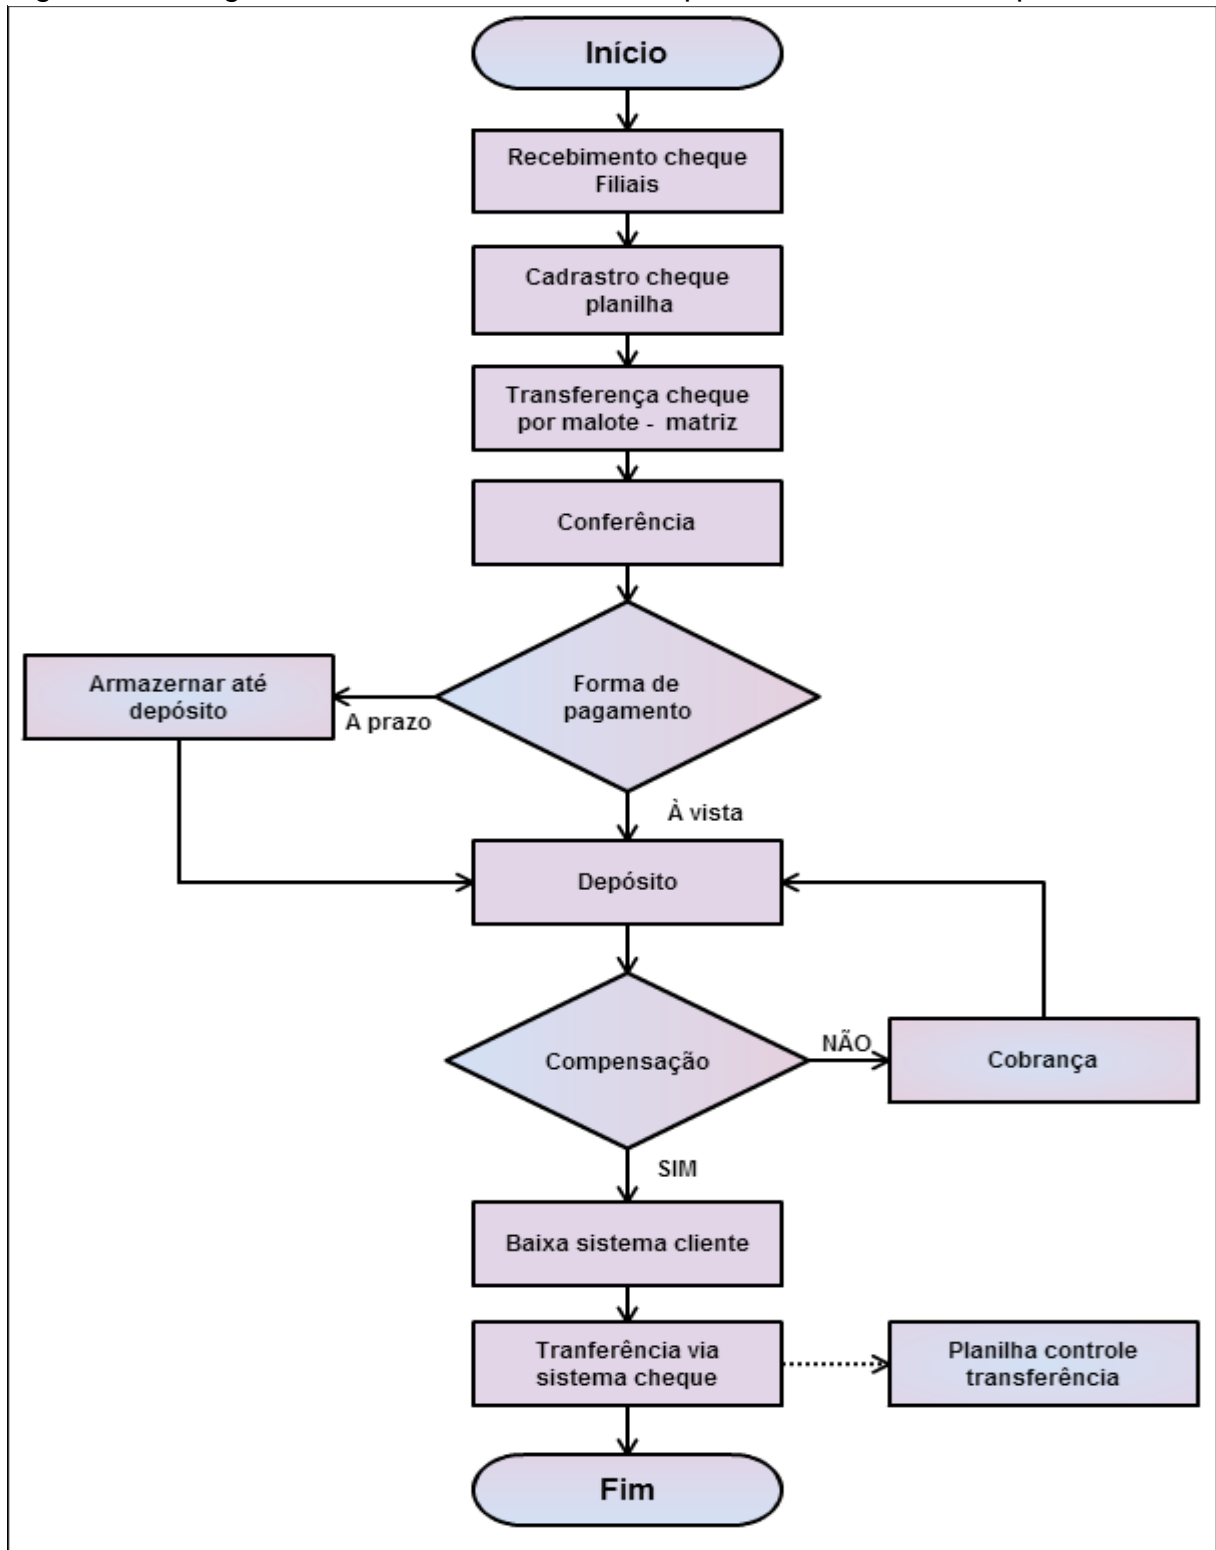 Início
Recebimento cheque
Filiais
Cadrastro cheque
planilha
Transferença cheque
por malote - matriz
Conferência
Forma de
pagamento
A prazo
Armazernar até
depósito
À vista
Depósito
Compensação
NÃO
Cobrança
SIM
Baixa sistema cliente
Tranferência via
sistema cheque
Planilha controle
transferência
Fim